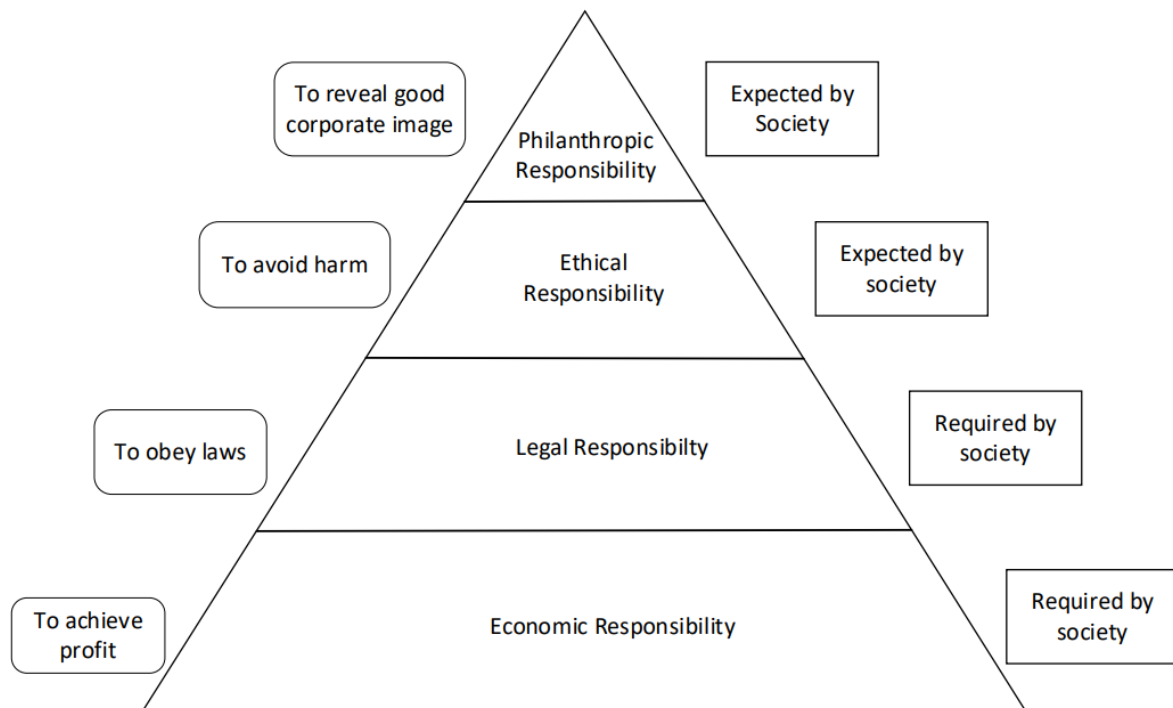 To reveal good
corporate image
Philanthropic
Responsibility
Expected by
Society
To avoid harm
Ethical
Responsibility
Expected by
society
To obey laws
Legal Responsibilty
Required by
society
To achieve
profit
Economic Responsibility
Required by
society